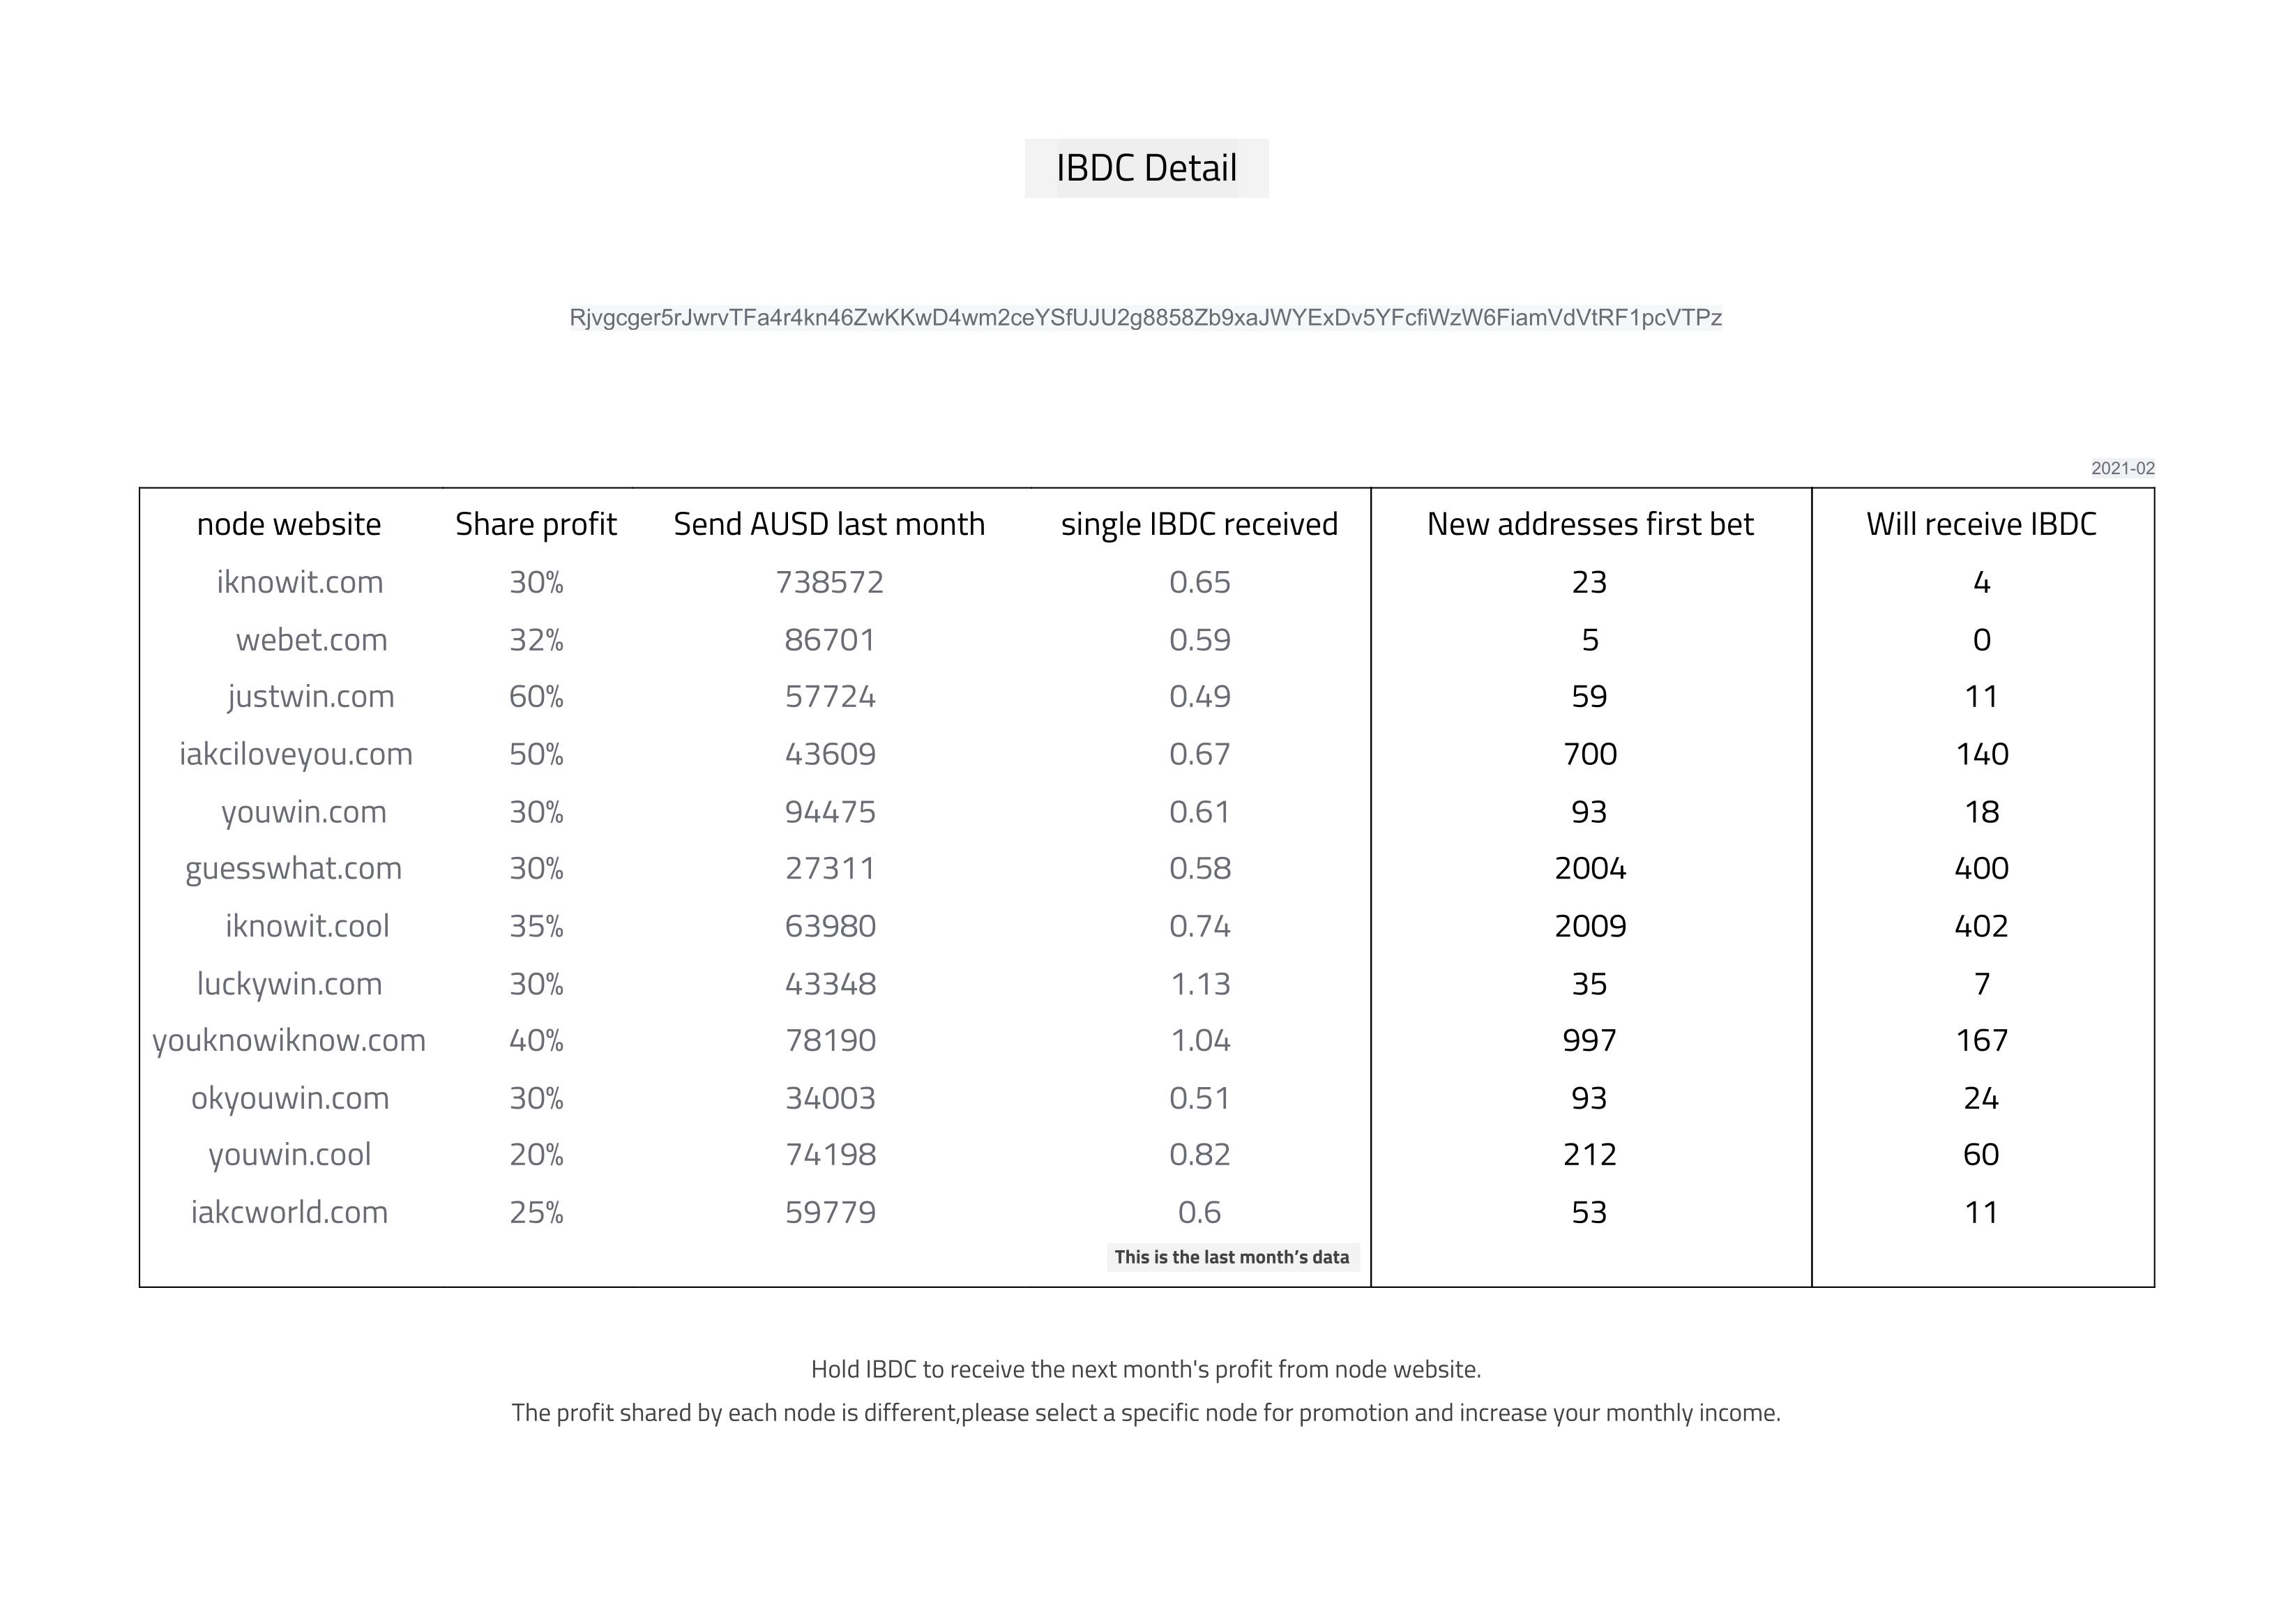 IBDC Detail
Rjvgcger5rJwrvTFa4r4kn46ZwKKwD4wm2ceYSfUJU2g8858Zb9xaJWYExDv5YFcfiWzW6FiamVdVtRF1pcVTPz
2021-02
node website Share profit Send AUSD last month single IBDC received New addresses first bet Will receive IBDC
iknowit.com 30% 738572 0.65 23 4
webet.com 32% 86701 0.59 5 0
justwin.com 60% 57724 0.49 59 11
iakciloveyou.com 50% 43609 0.67 700 140
youwin.com 30% 94475 0.61 93 18
guesswhat.com 30% 27311 0.58 2004 400
iknowit.cool 35% 63980 0.74 2009 402
luckywin.com 30% 43348 1.13 35 7
youknowiknow.com 40% 78190 1.04 997 167
okyouwin.com 30% 34003 0.51 93 24
youwin.cool 20% 74198 0.82 212 60
iakcworld.com 25% 59779 0.6 53 11
This is the last month’s data
Hold IBDC to receive the next month's profit from node website.
The profit shared by each node is different,please select a specific node for promotion and increase your monthly income.